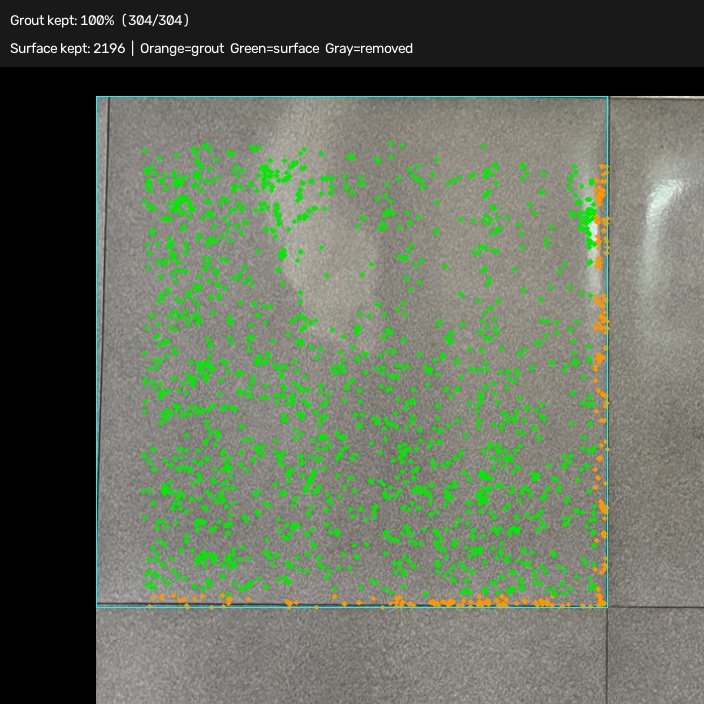 Grout kept: 100% (304/304)
Surface kept: 2196 | Orange=grout Green=surface Gray=removed